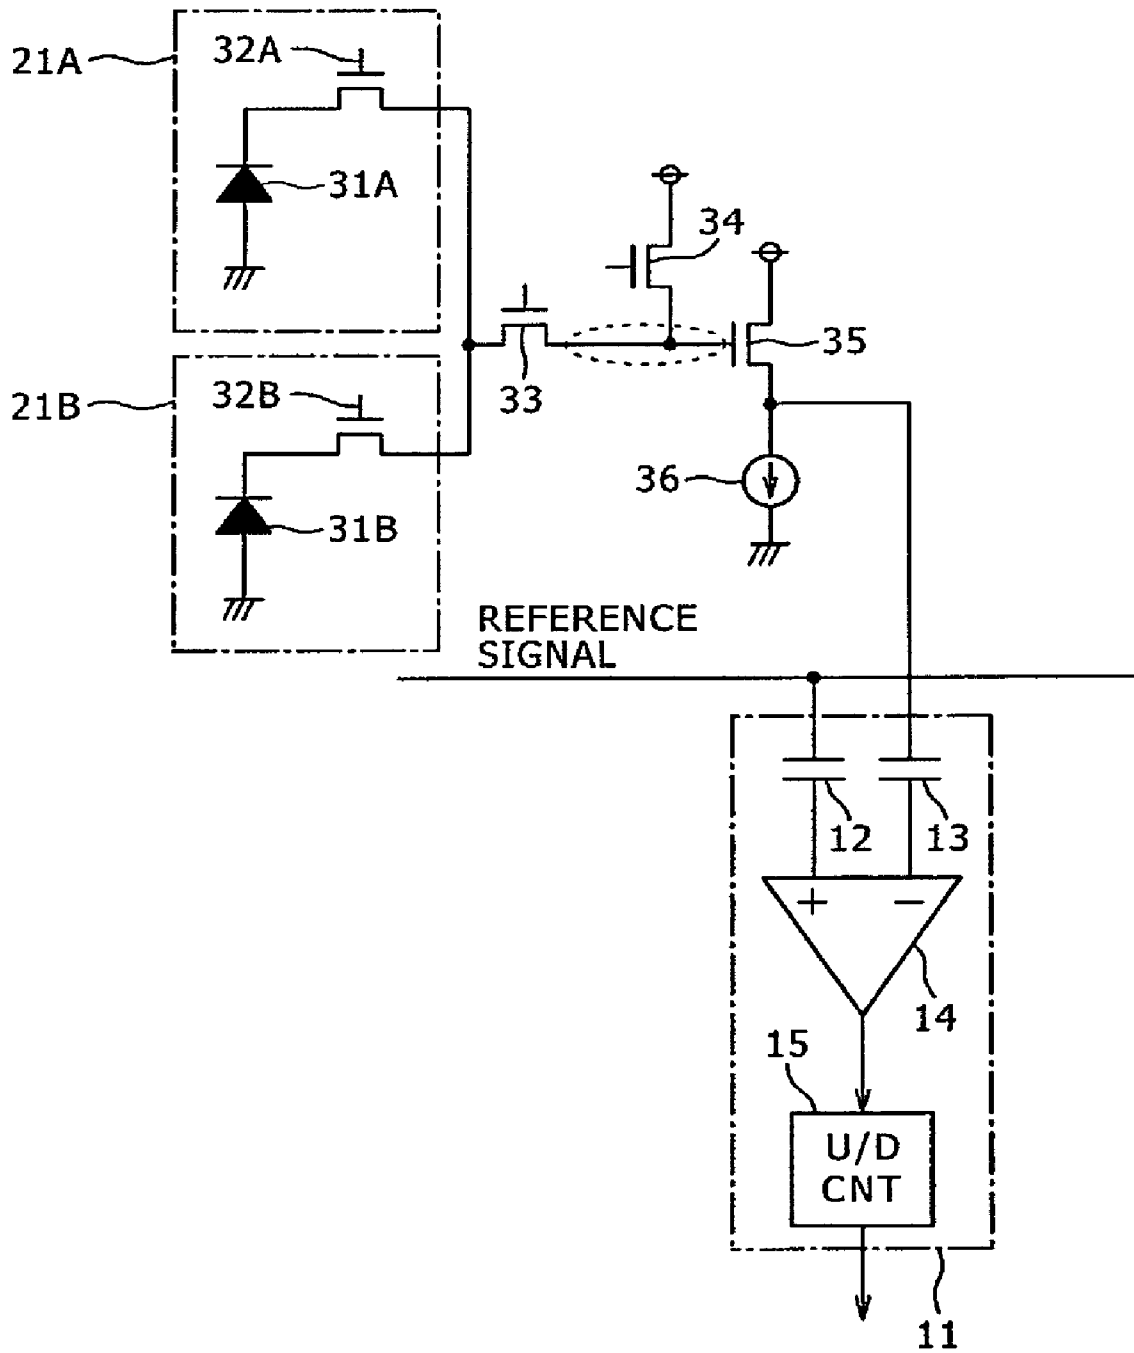 21A
32A
31A
34
35
33
21B
32B
36
31B
REFERENCE
SIGNAL
12
13
+
−
14
15
U/D
CNT
11